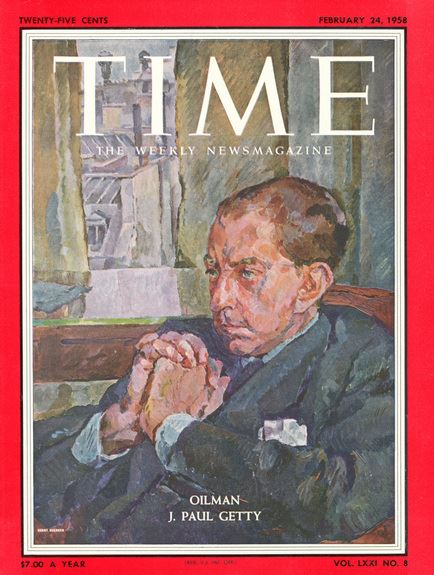 TWENTY-FIVE CENTS
FEBRUARY 24, 1958
TIME
THE WEEKLY NEWSMAGAZINE
OILMAN
J. PAUL GETTY
$7.00 A YEAR
VOL. LXXI NO. 8